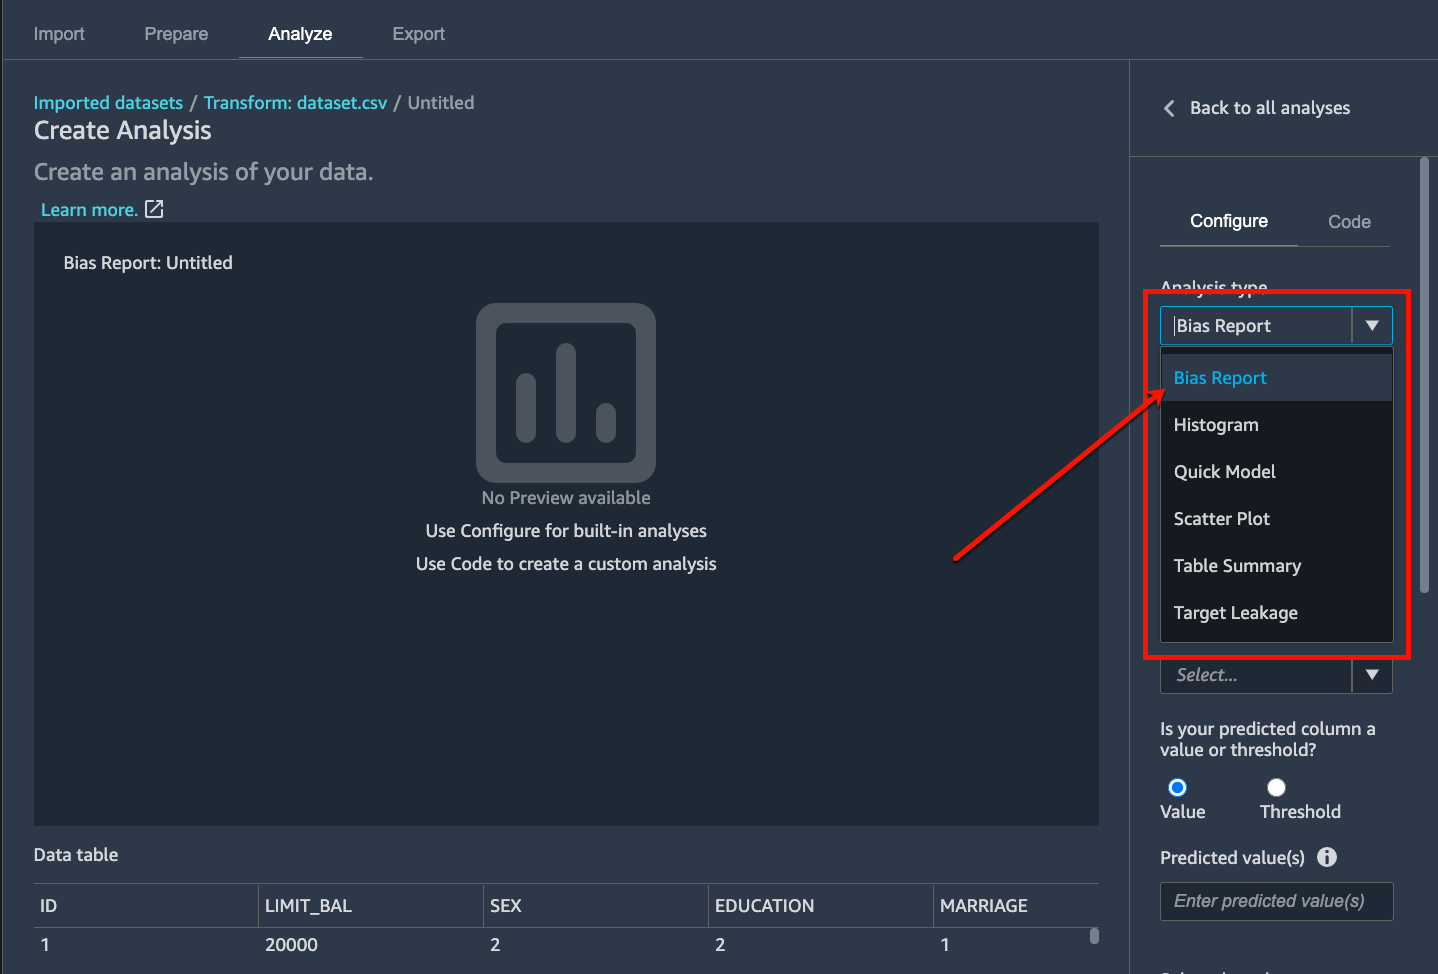 Import Prepare Analyze Export
Imported datasets / Transform: dataset.csv / Untitled
Create Analysis
Create an analysis of your data.
Learn more.
Bias Report: Untitled
No Preview available
Use Configure for built-in analyses
Use Code to create a custom analysis
Data table
ID LIMIT_BAL SEX EDUCATION MARRIAGE
1 20000 2 2 1
Back to all analyses
Configure Code
Analysis type
Bias Report
Bias Report
Histogram
Quick Model
Scatter Plot
Table Summary
Target Leakage
Select...
Is your predicted column a
value or threshold?
Value Threshold
Predicted value(s)
Enter predicted value(s)